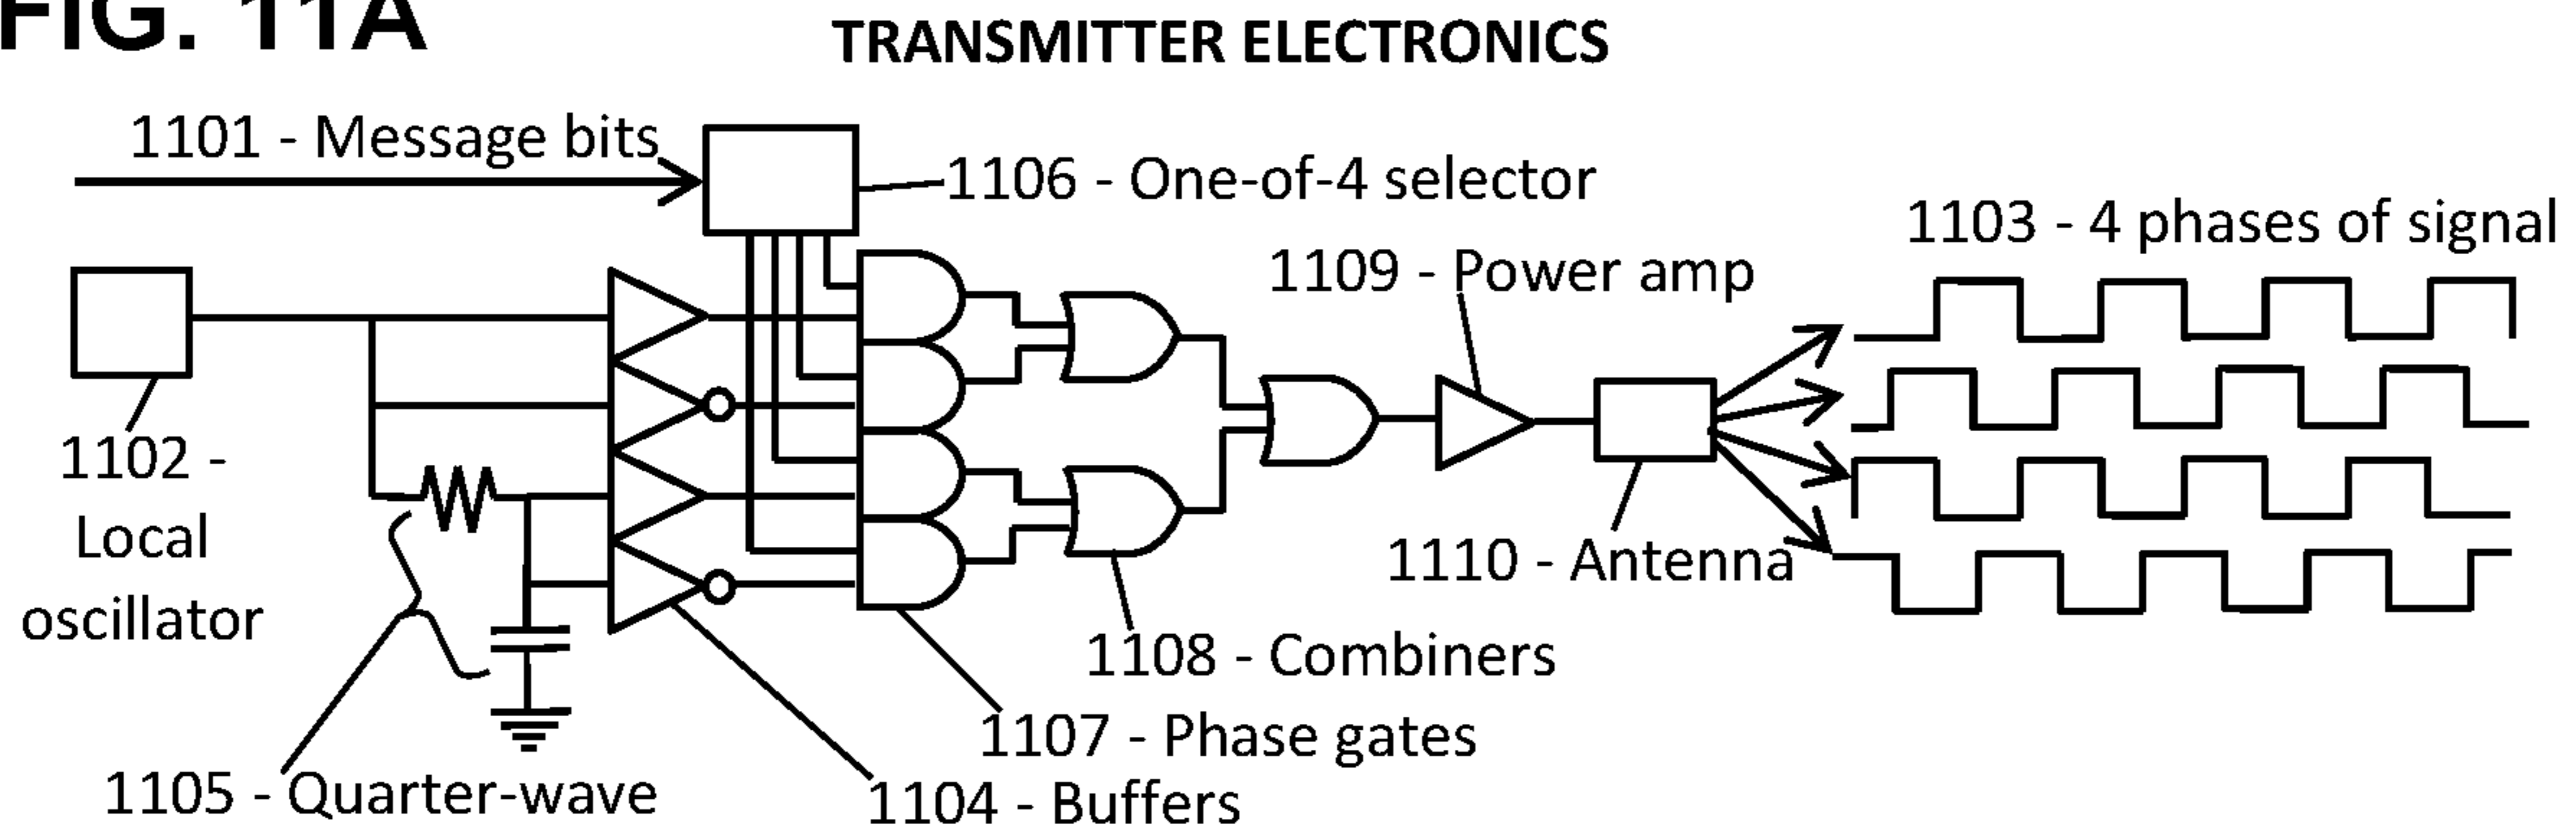 FIG. 11A
TRANSMITTER ELECTRONICS
1101 - Message bits
1106 - One-of-4 selector
1103 - 4 phases of signal
1109 - Power amp
1102 -
Local
oscillator
1110 - Antenna
1108 - Combiners
1107 - Phase gates
1105 - Quarter-wave
1104 - Buffers